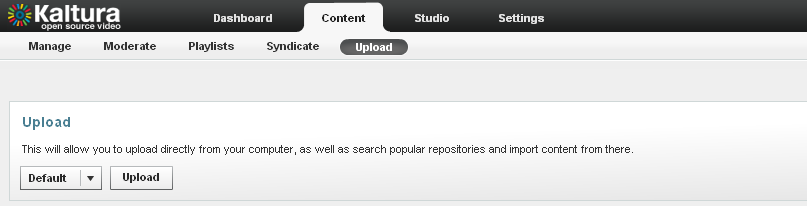 Kaltura
open source video
Dashboard Content Studio Settings
Manage Moderate Playlists Syndicate Upload
Upload
This will allow you to upload directly from your computer, as well as search popular repositories and import content from there.
Default Upload